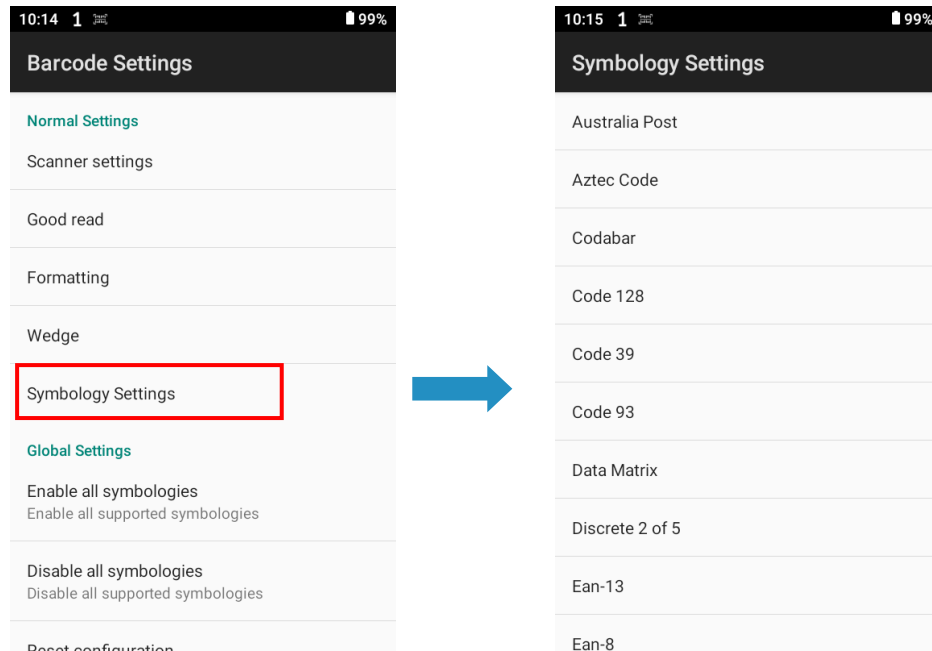 10:14 1 99%
Barcode Settings
Normal Settings
Scanner settings
Good read
Formatting
Wedge
Symbology Settings
Global Settings
Enable all symbologies
Enable all supported symbologies
Disable all symbologies
Disable all supported symbologies
Reset configuration
10:15 1 99%
Symbology Settings
Australia Post
Aztec Code
Codabar
Code 128
Code 39
Code 93
Data Matrix
Discrete 2 of 5
Ean-13
Ean-8